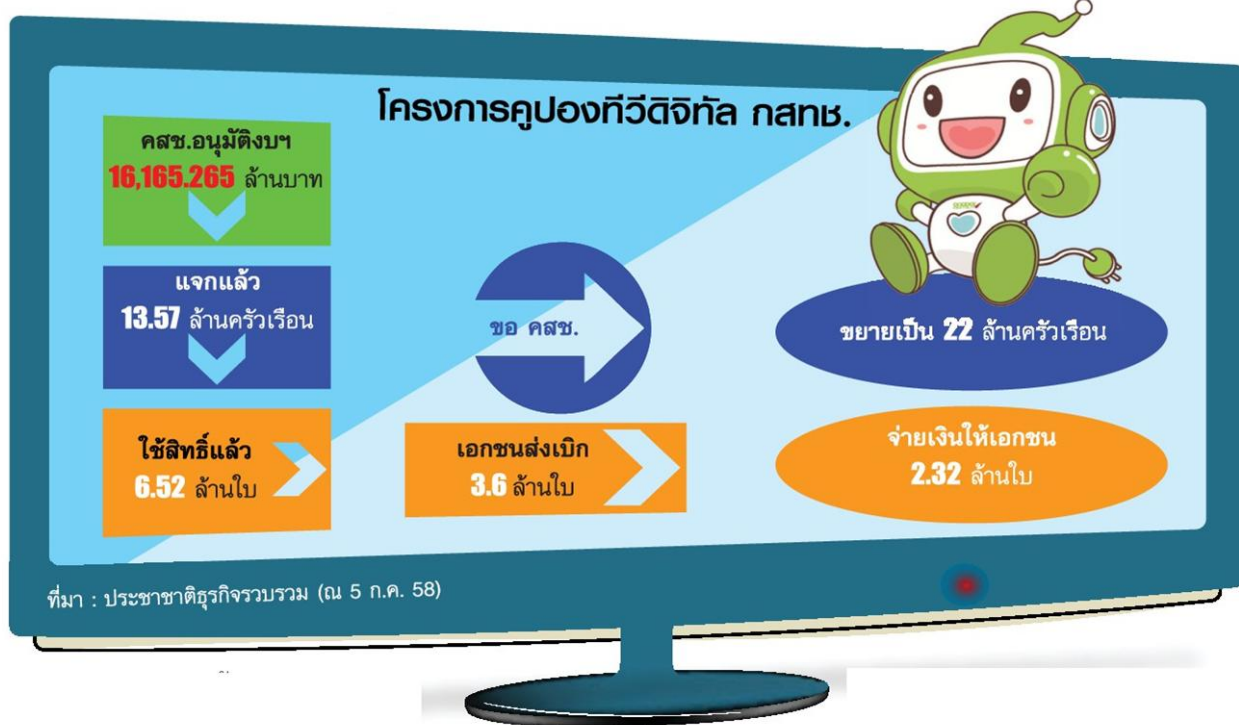 โครงการคูปองทีวีดิจิทัล กสทช.
คสช.อนุมัติงบฯ
16,165.265 ล้านบาท
แจกแล้ว
13.57 ล้านครัวเรือน
ขอ คสช.
ขยายเป็น 22 ล้านครัวเรือน
ใช้สิทธิ์แล้ว
6.52 ล้านใบ
เอกชนส่งเบิก
3.6 ล้านใบ
จ่ายเงินให้เอกชน
2.32 ล้านใบ
ที่มา : ประชาชาติธุรกิจรวบรวม (ณ 5 ก.ค. 58)